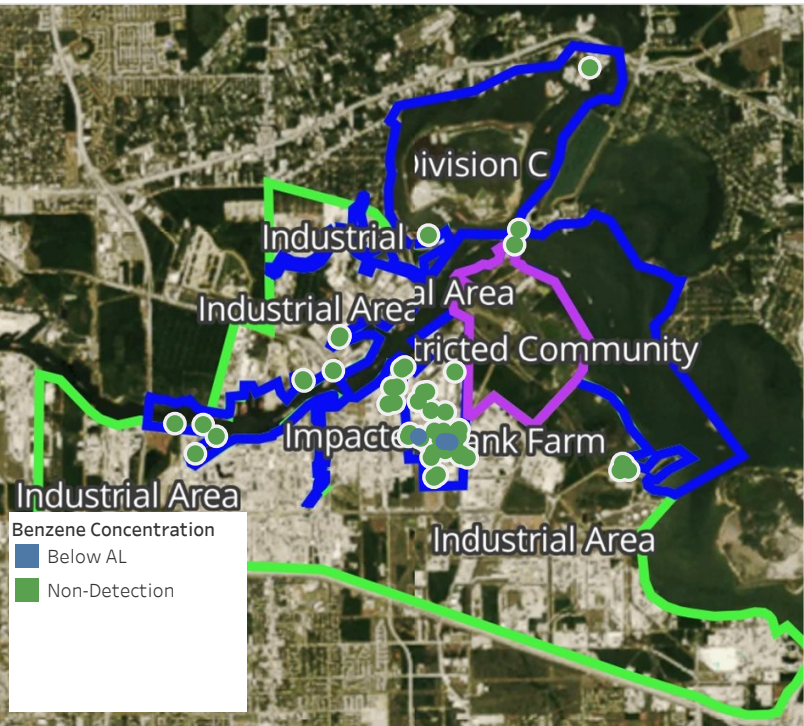 Division C
Industrial
al Area
Industrial Area
tricted Community
Impacte
ank Farm
Industrial Area
Industrial Area
Benzene Concentration
Below AL
Non-Detection